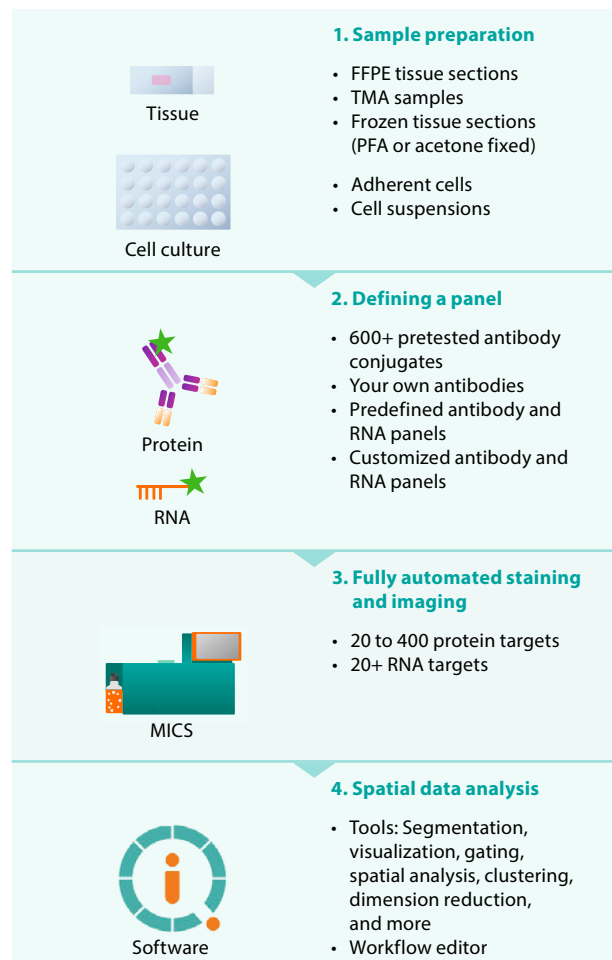 1. Sample preparation
• FFPE tissue sections
• TMA samples
• Frozen tissue sections
(PFA or acetone fixed)
• Adherent cells
• Cell suspensions
Tissue
Cell culture
2. Defining a panel
• 600+ pretested antibody
conjugates
• Your own antibodies
• Predefined antibody and
RNA panels
• Customized antibody and
RNA panels
Protein
RNA
3. Fully automated staining
and imaging
• 20 to 400 protein targets
• 20+ RNA targets
MICS
4. Spatial data analysis
• Tools: Segmentation,
visualization, gating,
spatial analysis, clustering,
dimension reduction,
and more
• Workflow editor
Software